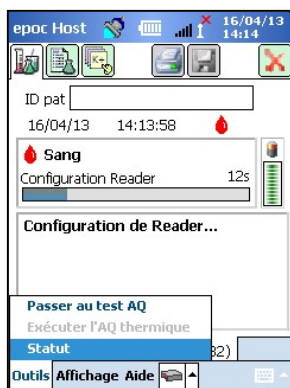 epoc Host 16/04/13
14:14
ID pat
16/04/13 14:13:58
Sang
Configuration Reader 12s
Configuration de Reader...
Passer au test AQ
Exécuter l'AQ thermique
Statut
32)
Outils Affichage Aide